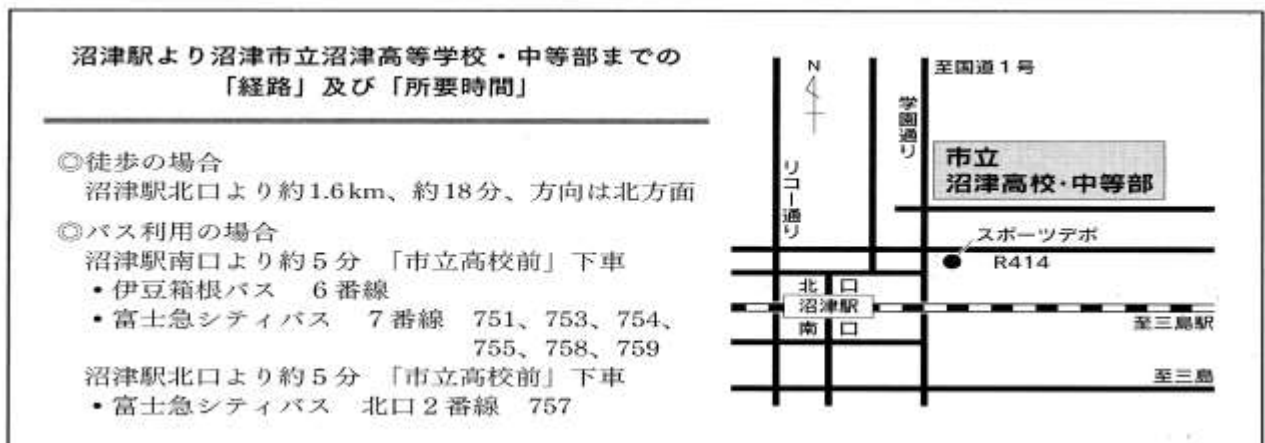 沼津駅より沼津市立沼津高等学校・中等部までの
「経路」及び「所要時間」
◎徒歩の場合
沼津駅北口より約1.6km、約18分、方向は北方面
◎バス利用の場合
沼津駅南口より約5分 「市立高校前」下車
• 伊豆箱根バス 6番線
• 富士急シティバス 7番線 751、753、754、
755、758、759
沼津駅北口より約5分 「市立高校前」下車
• 富士急シティバス 北口2番線 757
N
至国道1号
学園通り
リコー通り
市立
沼津高校・中等部
スポーツデポ
R414
北口
沼津駅
南口
至三島駅
至三島